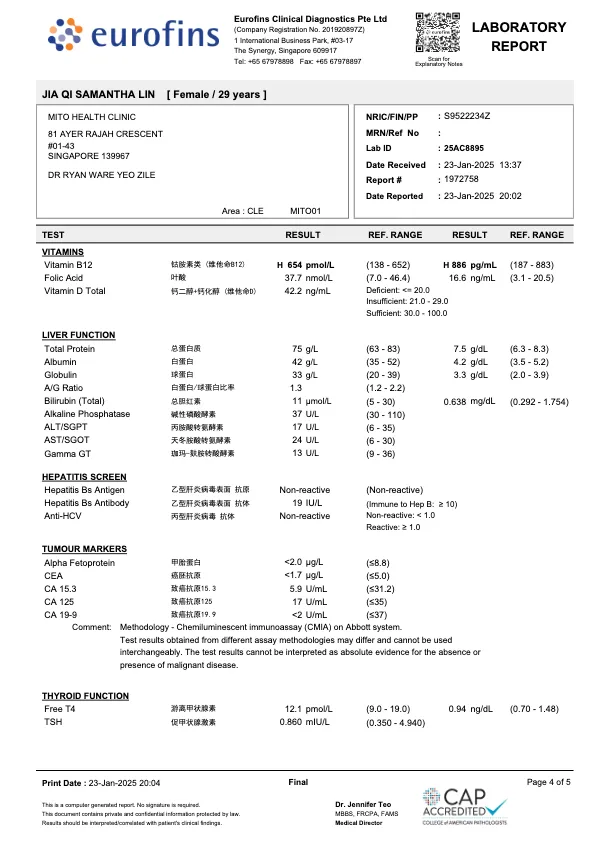 eurofins
Eurofins Clinical Diagnostics Pte Ltd
(Company Registration No. 201920897Z)
1 International Business Park, #03-17
The Synergy, Singapore 609917
Tel: +65 67978898 Fax: +65 67978897
Scan for
Explanatory Notes
LABORATORY
REPORT
JIA QI SAMANTHA LIN [ Female / 29 years ]
MITO HEALTH CLINIC
81 AYER RAJAH CRESCENT
#01-43
SINGAPORE 139967
DR RYAN WARE YEO ZILE
Area : CLE MITO01
NRIC/FIN/PP : S9522234Z
MRN/Ref No :
Lab ID : 25AC8895
Date Received : 23-Jan-2025 13:37
Report # : 1972758
Date Reported : 23-Jan-2025 20:02
TEST RESULT REF. RANGE RESULT REF. RANGE
VITAMINS
Vitamin B12 钴胺素类 (维他命B12) H 654 pmol/L (138 - 652) H 886 pg/mL (187 - 883)
Folic Acid 叶酸 37.7 nmol/L (7.0 - 46.4) 16.6 ng/mL (3.1 - 20.5)
Vitamin D Total 钙二醇+钙化醇 (维他命D) 42.2 ng/mL Deficient: <= 20.0
Insufficient: 21.0 - 29.0
Sufficient: 30.0 - 100.0
LIVER FUNCTION
Total Protein 总蛋白质 75 g/L (63 - 83) 7.5 g/dL (6.3 - 8.3)
Albumin 白蛋白 42 g/L (35 - 52) 4.2 g/dL (3.5 - 5.2)
Globulin 球蛋白 33 g/L (20 - 39) 3.3 g/dL (2.0 - 3.9)
A/G Ratio 白蛋白/球蛋白比率 1.3 (1.2 - 2.2)
Bilirubin (Total) 总胆红素 11 µmol/L (5 - 30) 0.638 mg/dL (0.292 - 1.754)
Alkaline Phosphatase 碱性磷酸酵素 37 U/L (30 - 110)
ALT/SGPT 丙胺酸转氨酵素 17 U/L (6 - 35)
AST/SGOT 天冬胺酸转氨酵素 24 U/L (6 - 30)
Gamma GT 珈玛-麸胺转酸酵素 13 U/L (9 - 36)
HEPATITIS SCREEN
Hepatitis Bs Antigen 乙型肝炎病毒表面 抗原 Non-reactive (Non-reactive)
Hepatitis Bs Antibody 乙型肝炎病毒表面 抗体 19 IU/L (Immune to Hep B: ≥ 10)
Anti-HCV 丙型肝炎病毒 抗体 Non-reactive Non-reactive: < 1.0
Reactive: ≥ 1.0
TUMOUR MARKERS
Alpha Fetoprotein 甲胎蛋白 <2.0 µg/L (≤8.8)
CEA 癌胚抗原 <1.7 µg/L (≤5.0)
CA 15.3 致癌抗原15.3 5.9 U/mL (≤31.2)
CA 125 致癌抗原125 17 U/mL (≤35)
CA 19-9 致癌抗原19.9 <2 U/mL (≤37)
Comment: Methodology - Chemiluminescent immunoassay (CMIA) on Abbott system.
Test results obtained from different assay methodologies may differ and cannot be used
interchangeably. The test results cannot be interpreted as absolute evidence for the absence or
presence of malignant disease.
THYROID FUNCTION
Free T4 游离甲状腺素 12.1 pmol/L (9.0 - 19.0) 0.94 ng/dL (0.70 - 1.48)
TSH 促甲状腺激素 0.860 mIU/L (0.350 - 4.940)
Print Date : 23-Jan-2025 20:04 Final Page 4 of 5
This is a computer generated report. No signature is required.
This document contains private and confidential information protected by law.
Results should be interpreted/correlated with patient's clinical findings.
Dr. Jennifer Teo
MBBS, FRCPA, FAMS
Medical Director
CAP
ACCREDITED
COLLEGE of AMERICAN PATHOLOGISTS